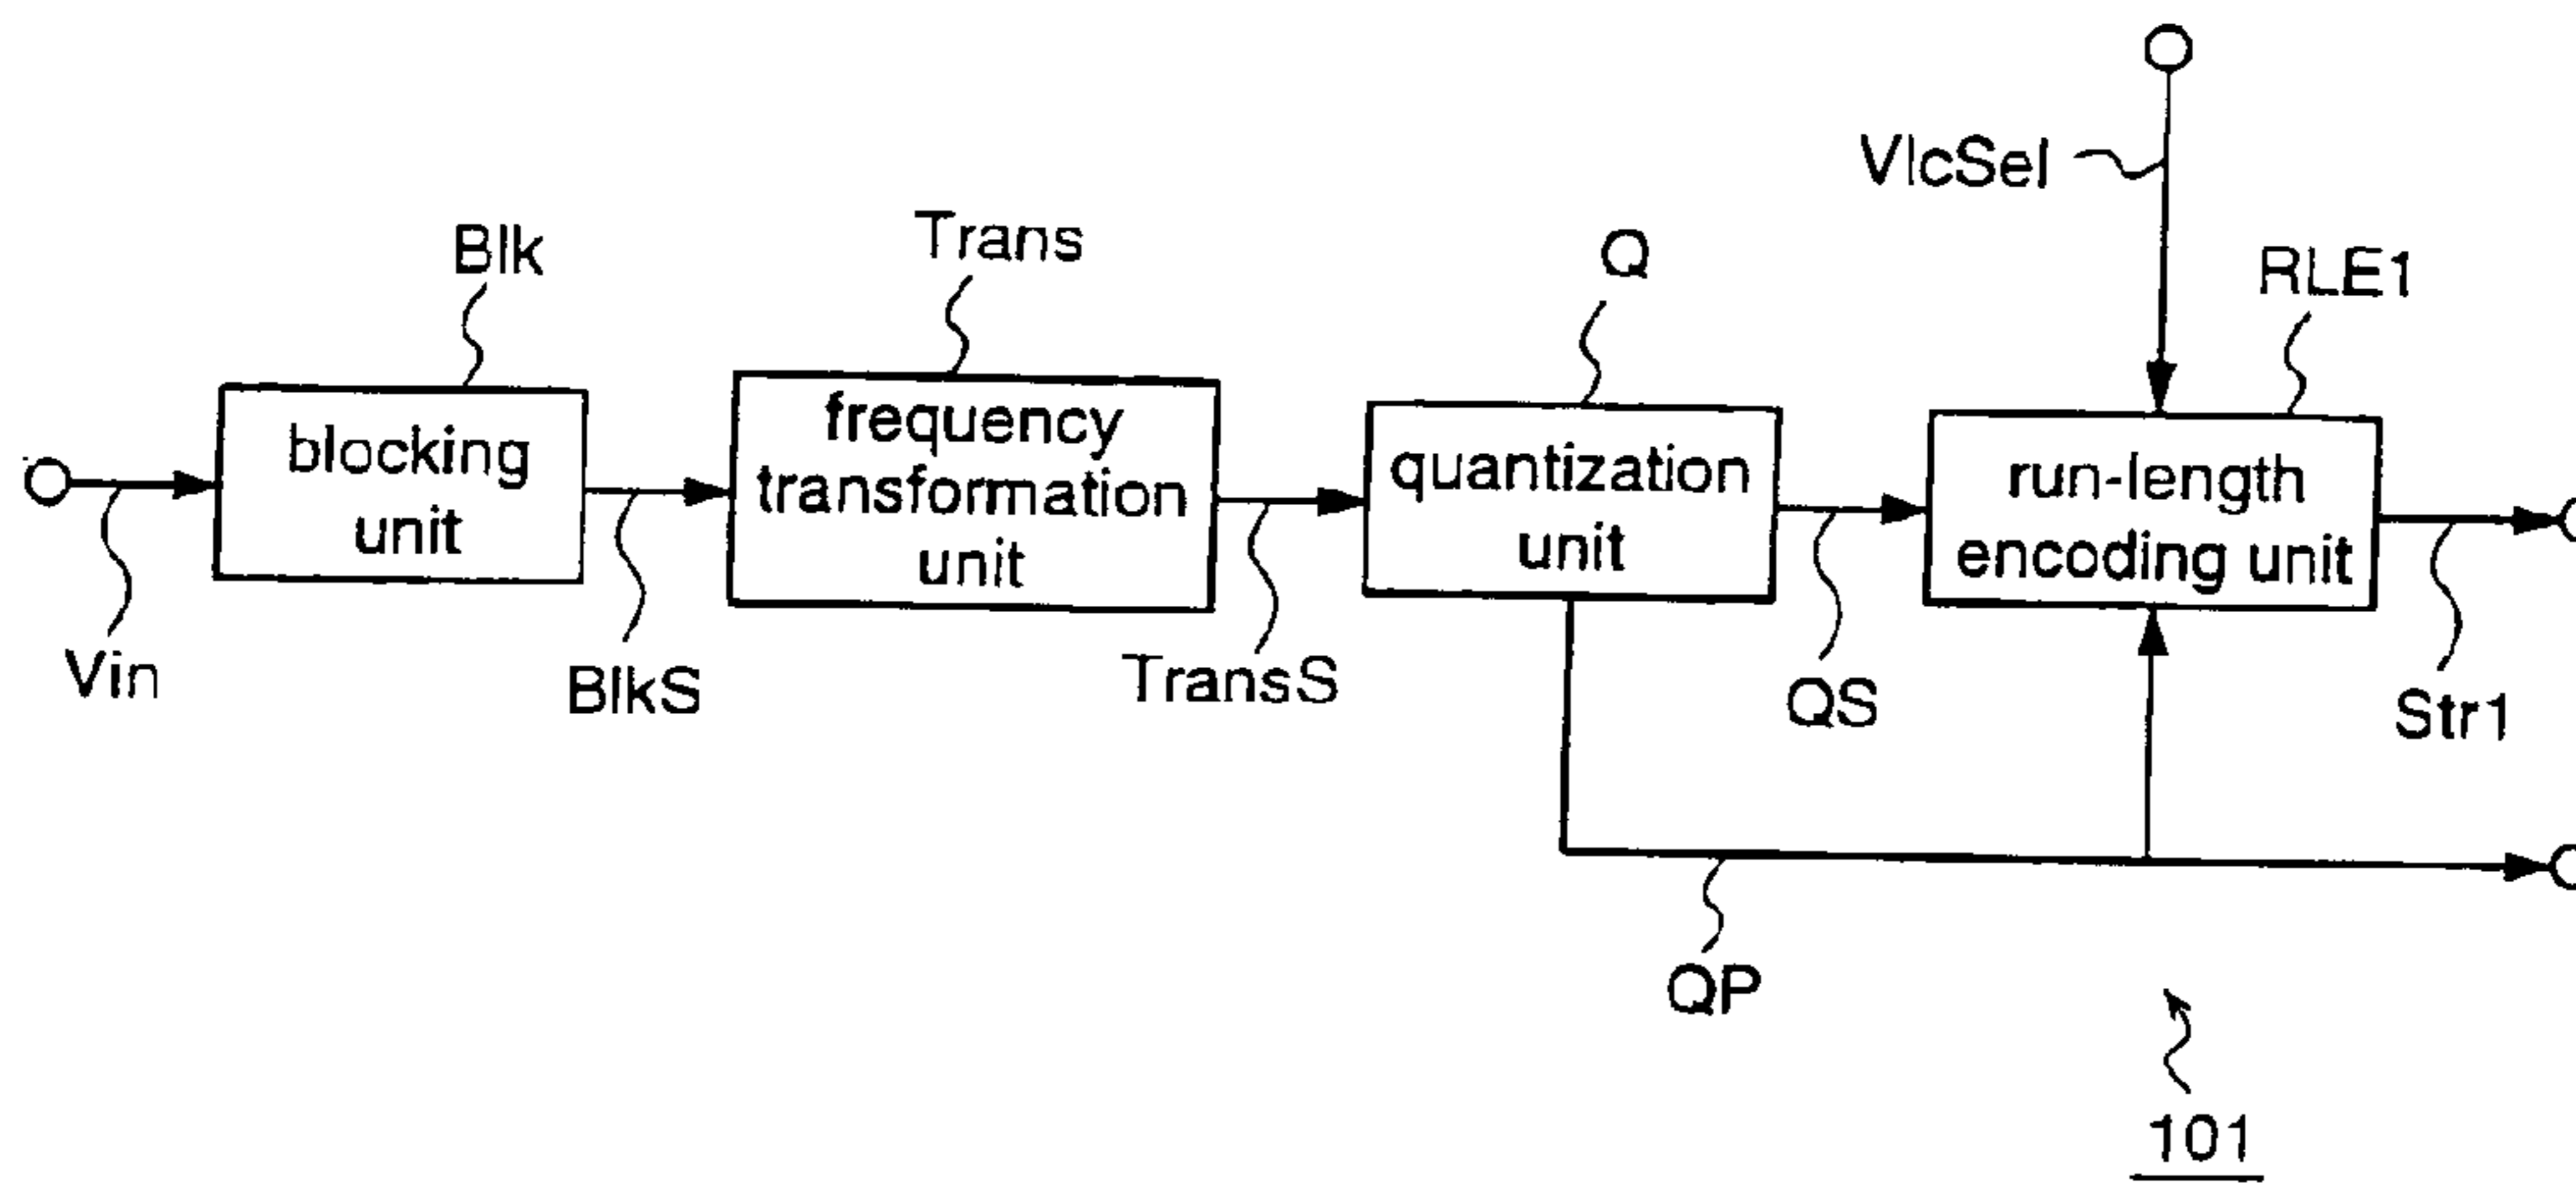 VlcSel
Blk
Trans
Q
RLE1
blocking
unit
frequency
transformation
unit
quantization
unit
run-length
encoding unit
Vin
BlkS
TransS
QS
Str1
QP
101